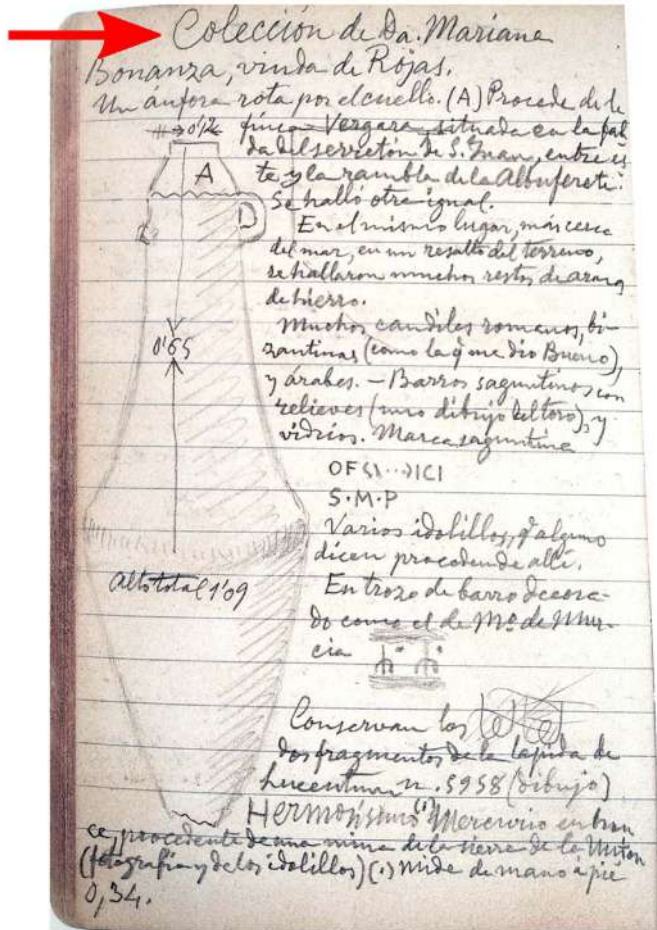 Colección de Da. Mariana
Bonanza, viuda de Rojas.
Un ánfora rota por el cuello. (A) Procede de la
0'12
finca Vergara, situada en la fal-
da del serretón de S. Juan, entre és
te y la rambla de la Albufereta.
Se halló otra igual.
A
En el mismo lugar, más cerca
del mar, en un resalto del terreno,
se hallaron muchos restos de
de hierro.
Muchos candiles romanos, bi-
0'65
zantinas (como la q me dio Bueno),
y árabes. — Barros saguntinos con
relieves (uno dibujo del toro), y
vidrios. Marca saguntina
OF ICI
S·M·P
Varios idolillos, q alguno
dicen proceden de allí.
Alto total 1'09
En trozo de barro decora-
do como el de Mo. de Mur-
cia
Conservan los
dos fragmentos de la lápida de
Lucentum n. 5958 (dibujo)
Hermosísimo (1) Mercurio en bron
ce, procedente de una mina de la sierra de la Unión
(fotografía y de los idolillos) (1) Mide de mano á pie
0,34.